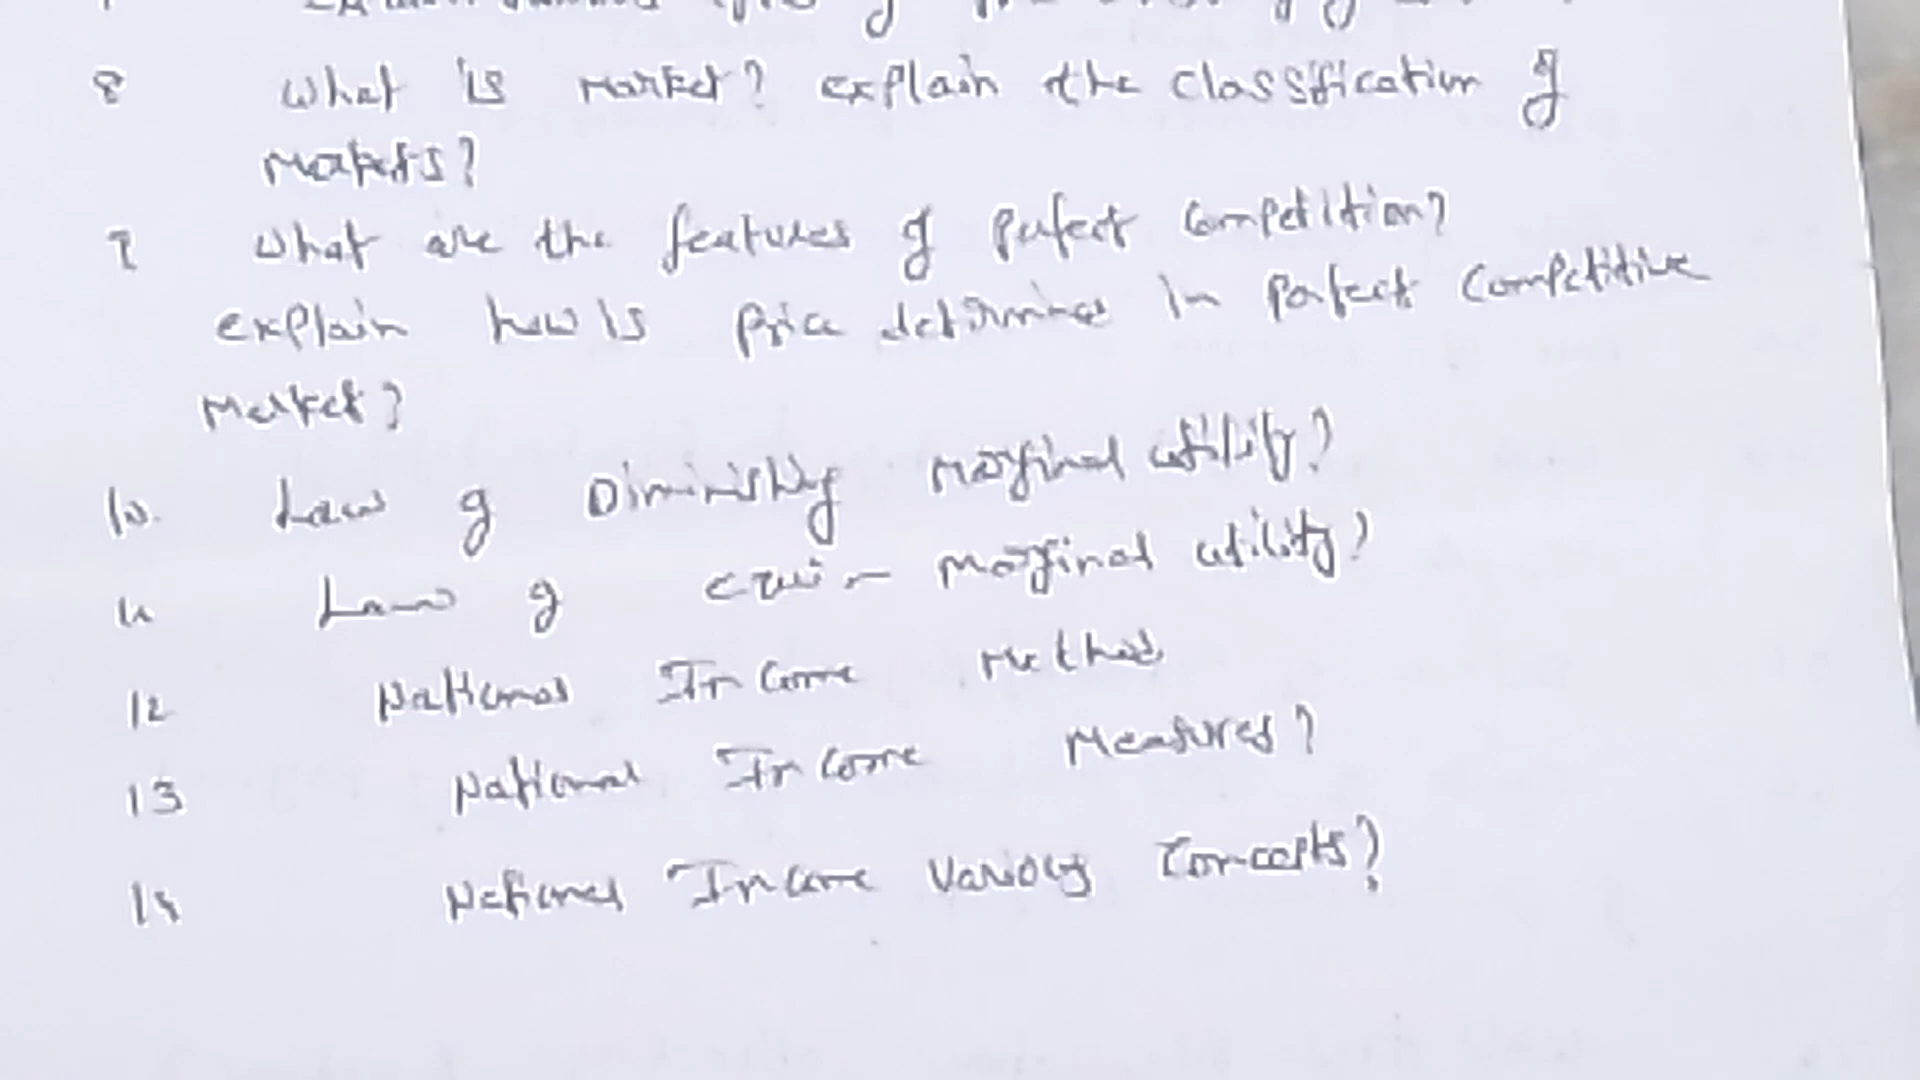 8 What is Market? explain the classification of
Markets?
9 What are the features of perfect Competition?
explain how is price determines in perfect Competitive
Market?
10. Law of Diminishing Marginal utility?
11 Law of equi - Marginal utility?
12 National Income Method
13 National Income Measures?
14 National Income Various Concepts?